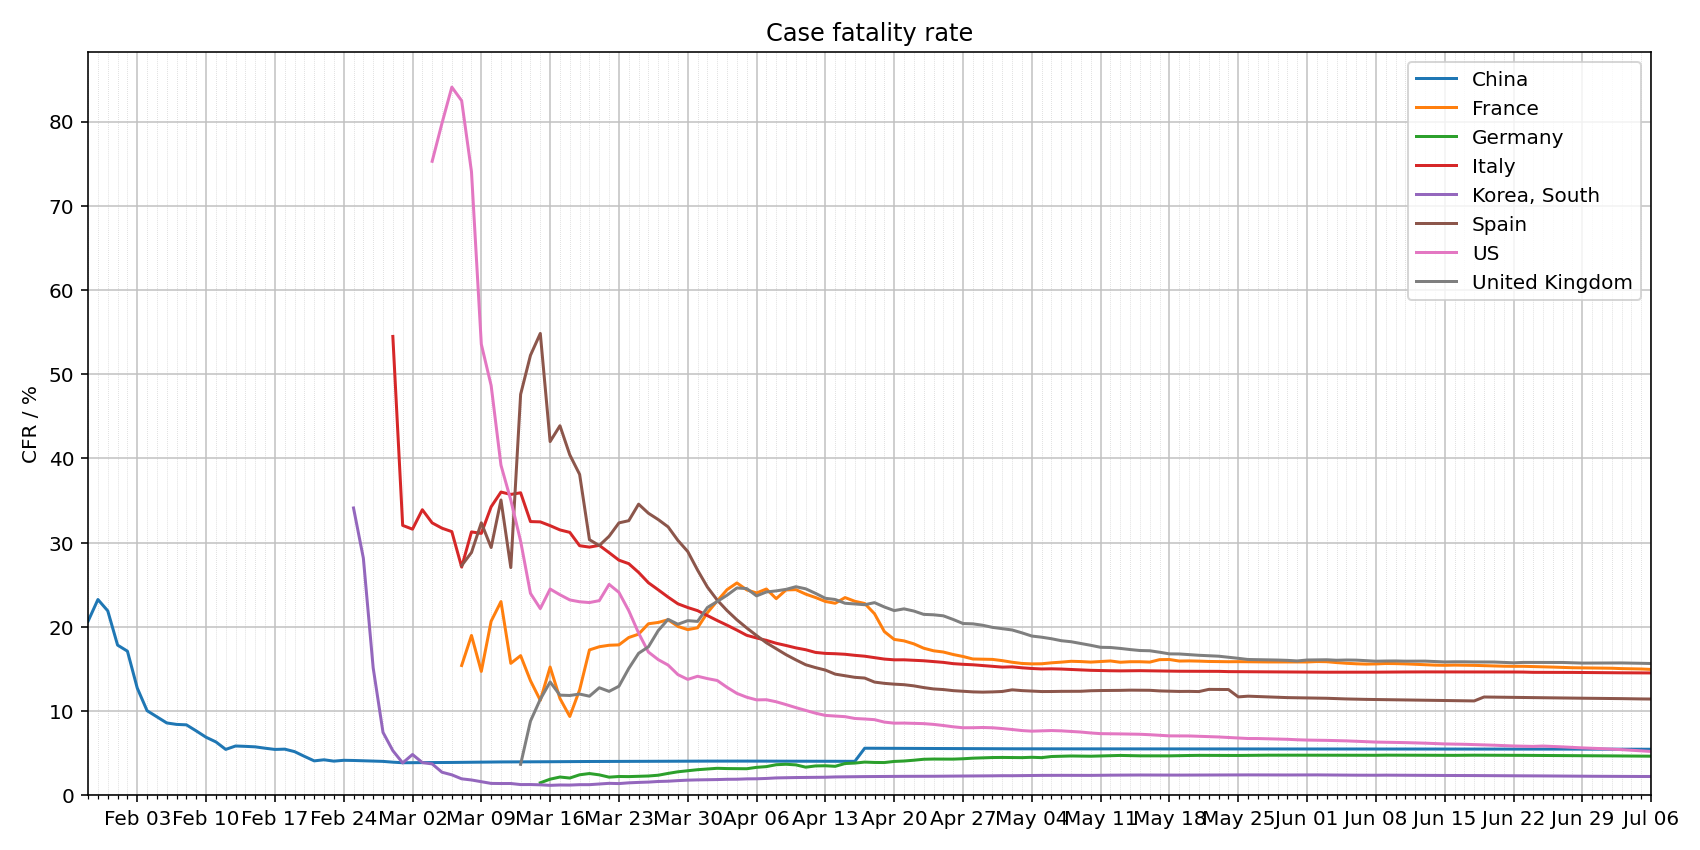 Case fatality rate
CFR / %
80
70
60
50
40
30
20
10
0
China
France
Germany
Italy
Korea, South
Spain
US
United Kingdom
Feb 03 Feb 10 Feb 17 Feb 24 Mar 02 Mar 09 Mar 16 Mar 23 Mar 30 Apr 06 Apr 13 Apr 20 Apr 27 May 04 May 11 May 18 May 25 Jun 01 Jun 08 Jun 15 Jun 22 Jun 29 Jul 06